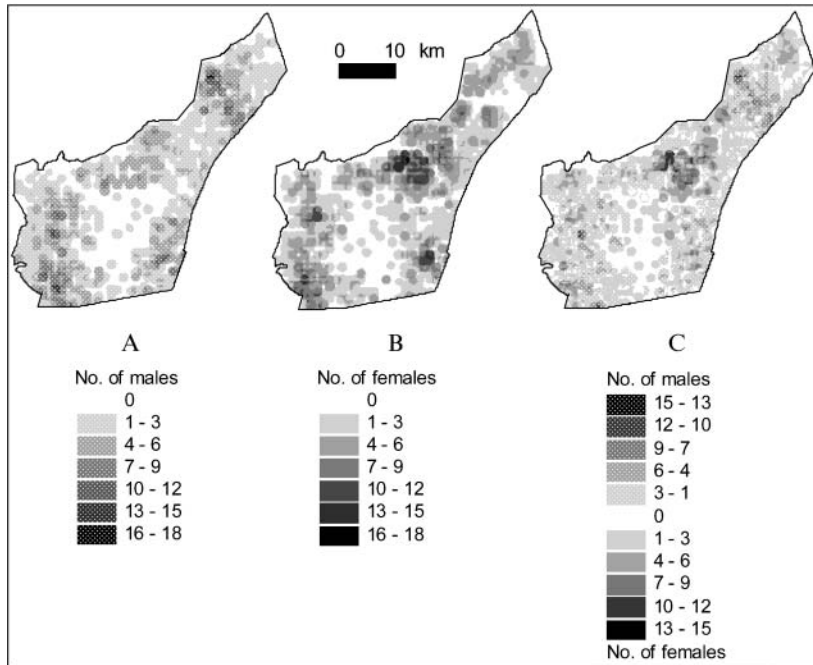 0 10 km
A
B
C
No. of males
0
1 - 3
4 - 6
7 - 9
10 - 12
13 - 15
16 - 18
No. of females
0
1 - 3
4 - 6
7 - 9
10 - 12
13 - 15
16 - 18
No. of males
15 - 13
12 - 10
9 - 7
6 - 4
3 - 1
0
1 - 3
4 - 6
7 - 9
10 - 12
13 - 15
No. of females